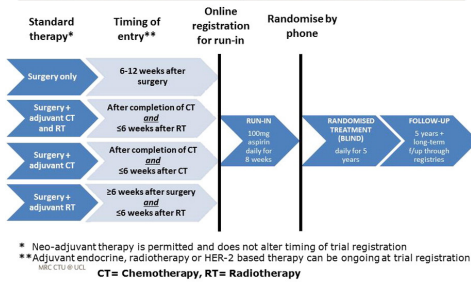 Standard
therapy*
Timing of
entry**
Online
registration
for run-in
Randomise by
phone
Surgery only
6-12 weeks after
surgery
Surgery +
adjuvant CT
and RT
After completion of CT
and
≤6 weeks after RT
Surgery +
adjuvant CT
After completion of CT
and
≤6 weeks after CT
Surgery +
adjuvant RT
≥6 weeks after surgery
and
≤6 weeks after RT
RUN-IN
100mg
aspirin
daily for
8 weeks
RANDOMISED
TREATMENT
(BLIND)
daily for 5
years
FOLLOW-UP
5 years +
long-term
f/up through
registries
* Neo-adjuvant therapy is permitted and does not alter timing of trial registration
**Adjuvant endocrine, radiotherapy or HER-2 based therapy can be ongoing at trial registration
MRC CTU @ UCL
CT= Chemotherapy, RT= Radiotherapy